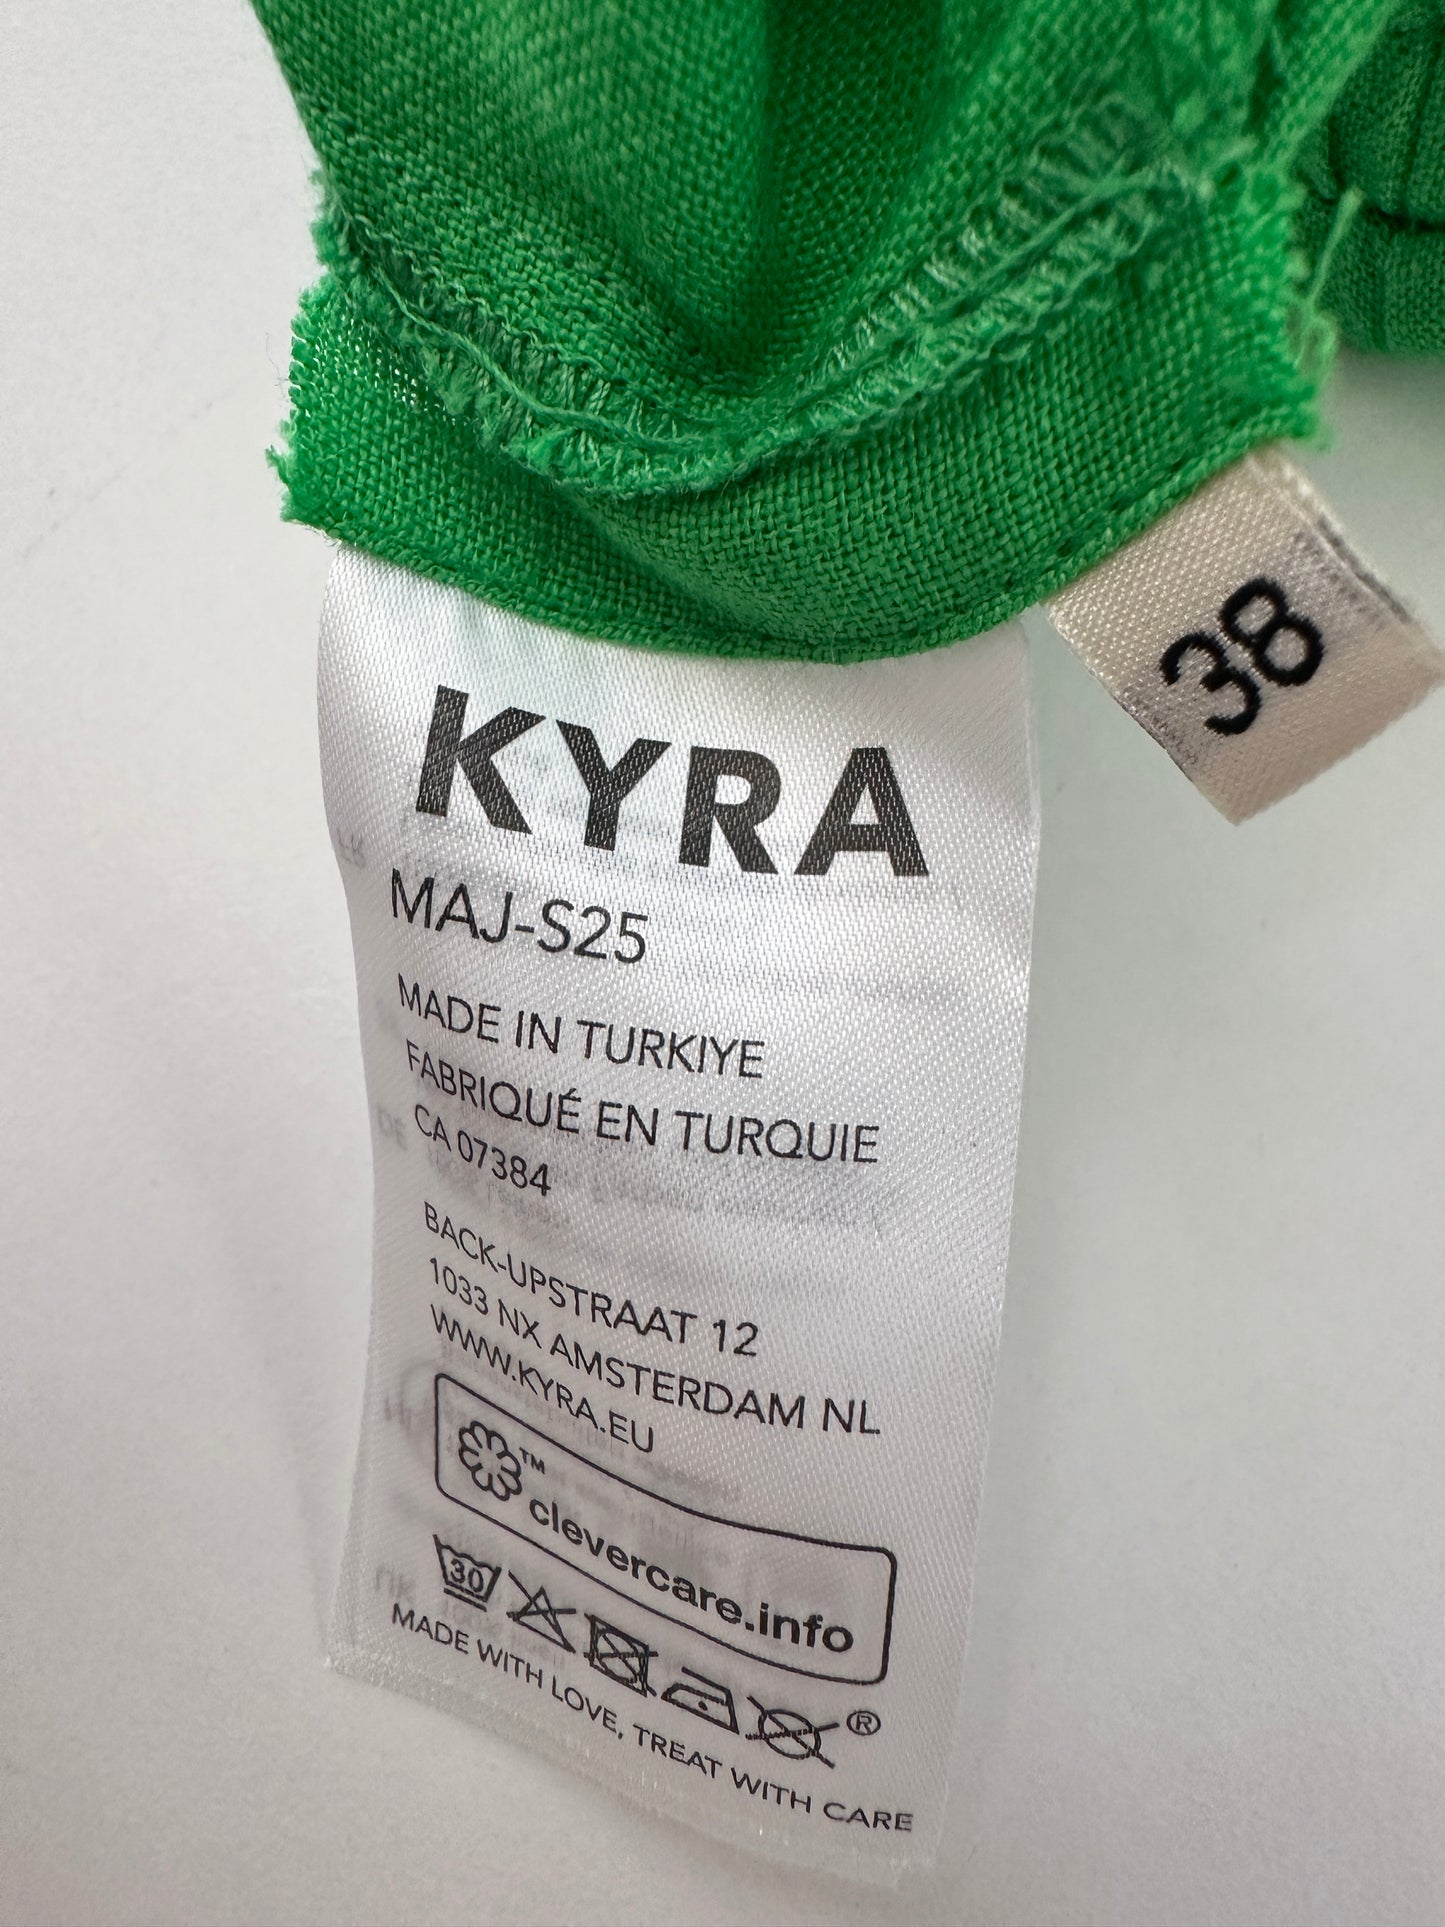 38
KYRA
MAJ-S25
MADE IN TURKIYE
FABRIQUÉ EN TURQUIE
CA 07384
BACK-UPSTRAAT 12
1033 NX AMSTERDAM NL
WWW.KYRA.EU
™ clevercare.info
30
®
MADE WITH LOVE, TREAT WITH CARE